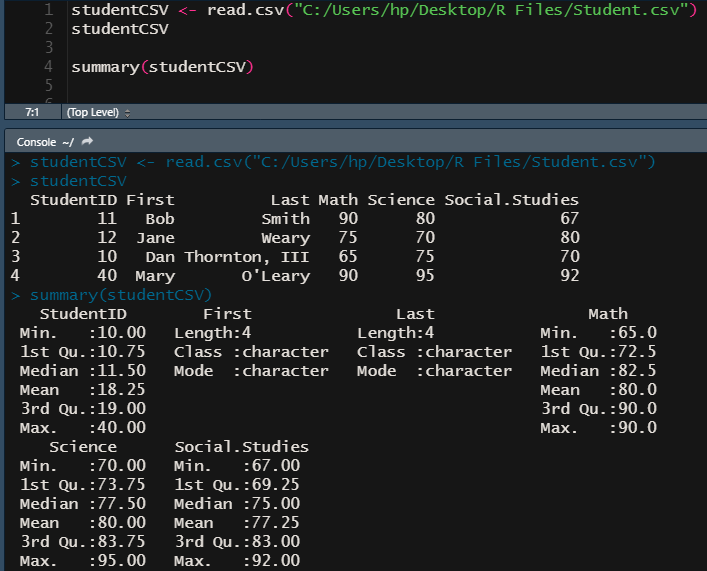 1 studentCSV <- read.csv("C:/Users/hp/Desktop/R Files/Student.csv")
2 studentCSV
3
4 summary(studentCSV)
5
6
7:1 (Top Level)
Console ~/
> studentCSV <- read.csv("C:/Users/hp/Desktop/R Files/Student.csv")
> studentCSV
  StudentID First          Last Math Science Social.Studies
1        11   Bob         Smith   90      80             67
2        12  Jane         Weary   75      70             80
3        10   Dan Thornton, III   65      75             70
4        40  Mary       O'Leary   90      95             92
> summary(studentCSV)
   StudentID        First               Last                Math
 Min.   :10.00   Length:4           Length:4           Min.   :65.0
 1st Qu.:10.75   Class :character   Class :character   1st Qu.:72.5
 Median :11.50   Mode  :character   Mode  :character   Median :82.5
 Mean   :18.25                                         Mean   :80.0
 3rd Qu.:19.00                                         3rd Qu.:90.0
 Max.   :40.00                                         Max.   :90.0
    Science      Social.Studies
 Min.   :70.00   Min.   :67.00
 1st Qu.:73.75   1st Qu.:69.25
 Median :77.50   Median :75.00
 Mean   :80.00   Mean   :77.25
 3rd Qu.:83.75   3rd Qu.:83.00
 Max.   :95.00   Max.   :92.00